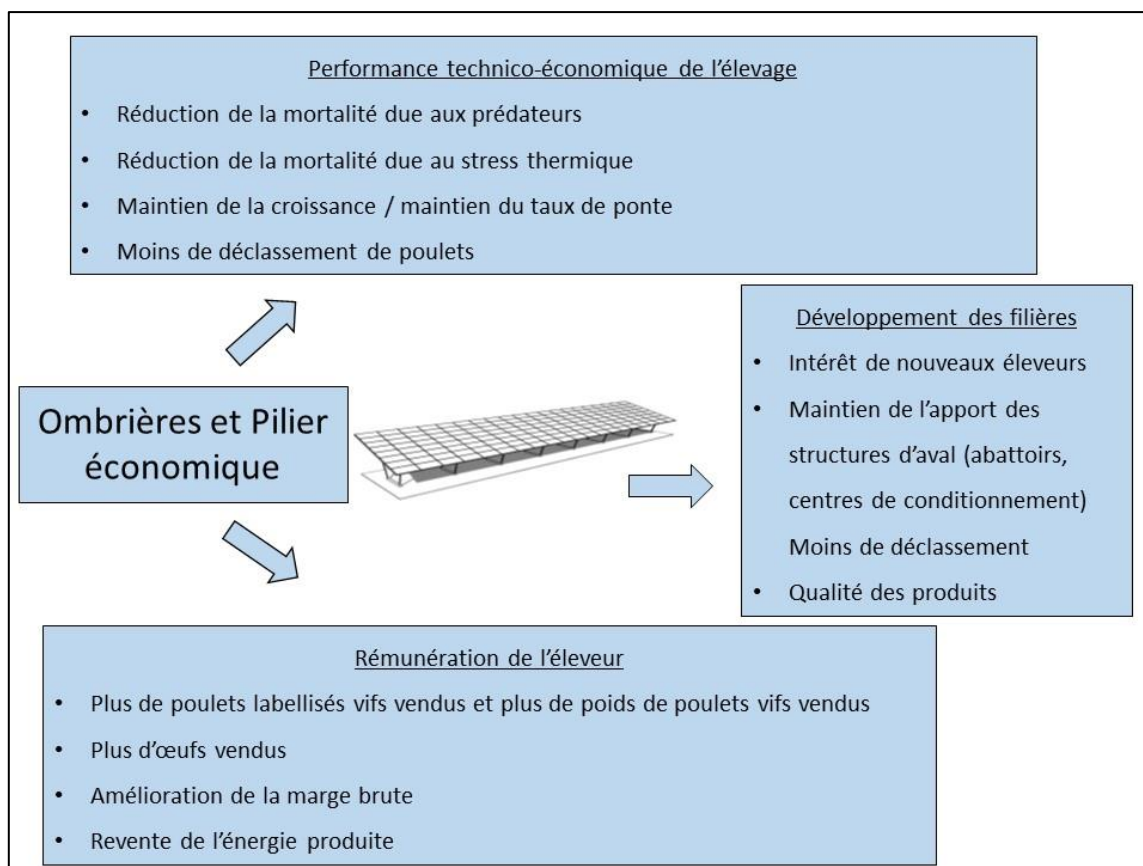 Performance technico-économique de l'élevage
• Réduction de la mortalité due aux prédateurs
• Réduction de la mortalité due au stress thermique
• Maintien de la croissance / maintien du taux de ponte
• Moins de déclassement de poulets
Ombrières et Pilier
économique
Développement des filières
• Intérêt de nouveaux éleveurs
• Maintien de l'apport des
structures d'aval (abattoirs,
centres de conditionnement)
Moins de déclassement
• Qualité des produits
Rémunération de l'éleveur
• Plus de poulets labellisés vifs vendus et plus de poids de poulets vifs vendus
• Plus d'œufs vendus
• Amélioration de la marge brute
• Revente de l'énergie produite